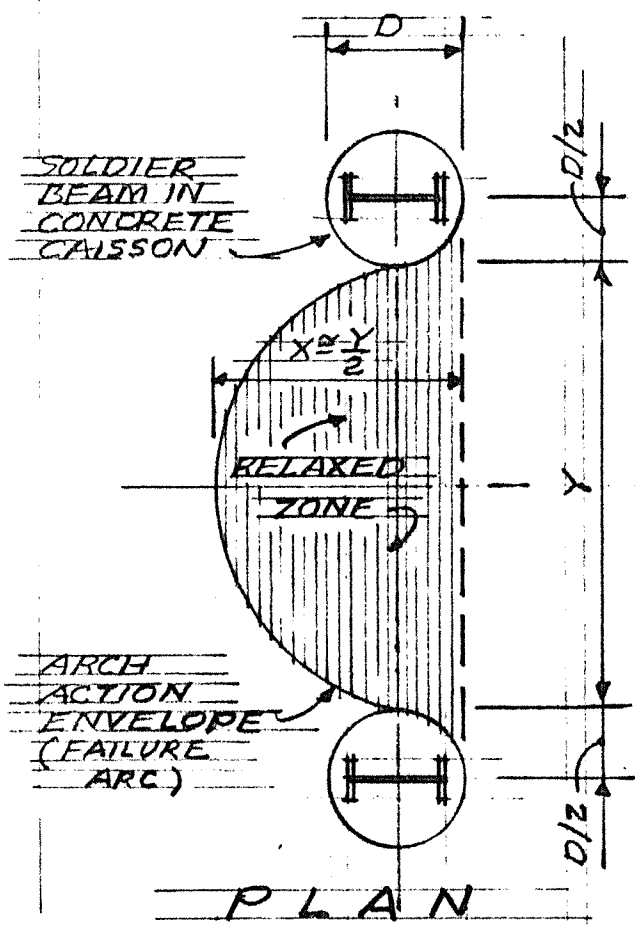 D
SOLDIER
BEAM IN
CONCRETE
CAISSON
D/2
X ≅ Y/2
RELAXED
ZONE
Y
ARCH
ACTION
ENVELOPE
(FAILURE
ARC)
D/2
PLAN